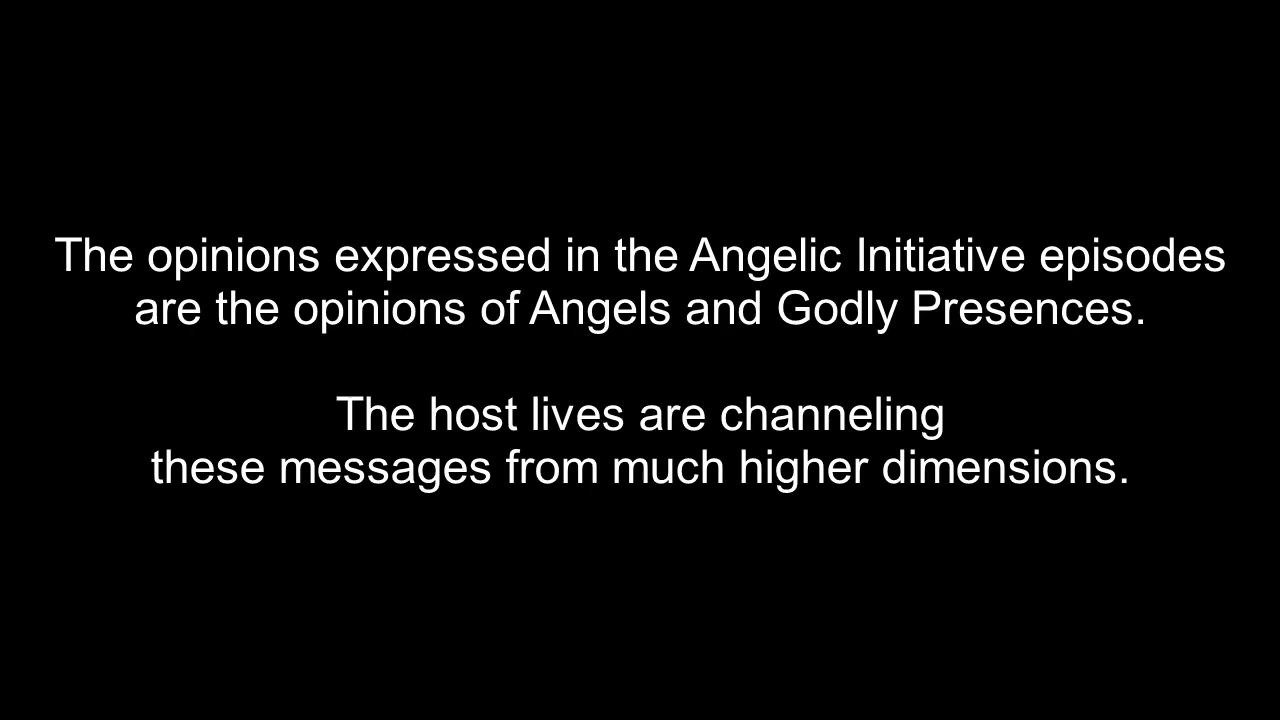 The opinions expressed in the Angelic Initiative episodes
are the opinions of Angels and Godly Presences.
The host lives are channeling
these messages from much higher dimensions.